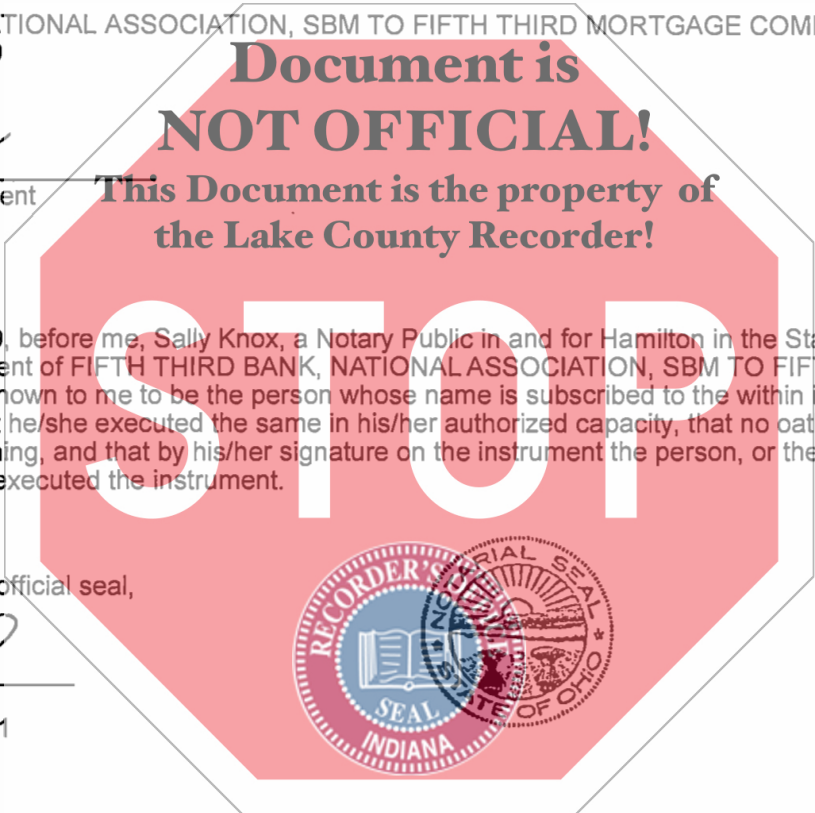 TIONAL ASSOCIATION, SBM TO FIFTH THIRD MORTGAGE COM
Document is
NOT OFFICIAL!
ent
This Document is the property of
the Lake County Recorder!
STOP
, before me, Sally Knox, a Notary Public in and for Hamilton in the Sta
ent of FIFTH THIRD BANK, NATIONAL ASSOCIATION, SBM TO FIF
nown to me to be the person whose name is subscribed to the within i
he/she executed the same in his/her authorized capacity, that no oat
ing, and that by his/her signature on the instrument the person, or the
executed the instrument.
official seal,
RECORDER'S
SEAL
INDIANA
SEAL
STATE OF OHIO
1